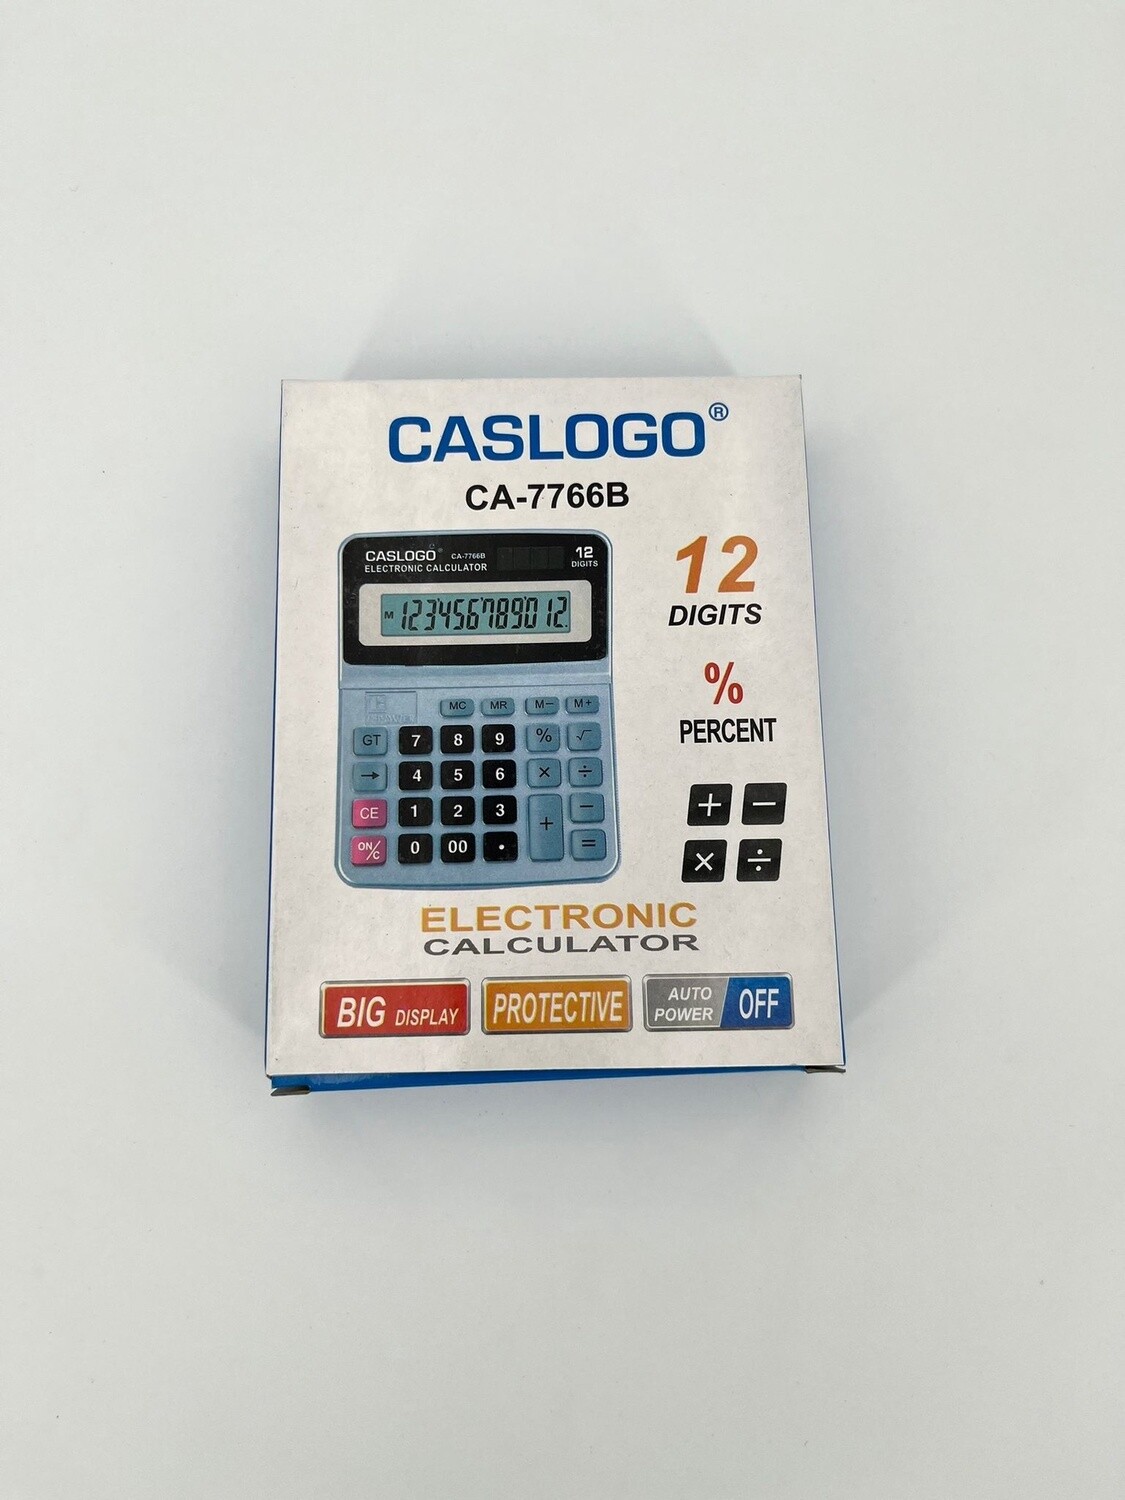 CASLOGO®
CA-7766B
CASLOGO CA-7766B 12
ELECTRONIC CALCULATOR DIGITS
M 123456789012.
MC MR M− M+
GT 7 8 9 % √
→ 4 5 6 × ÷
CE 1 2 3 + −
ON/C 0 00 . =
12
DIGITS
%
PERCENT
+ −
× ÷
ELECTRONIC
CALCULATOR
BIG DISPLAY
PROTECTIVE
AUTO POWER OFF